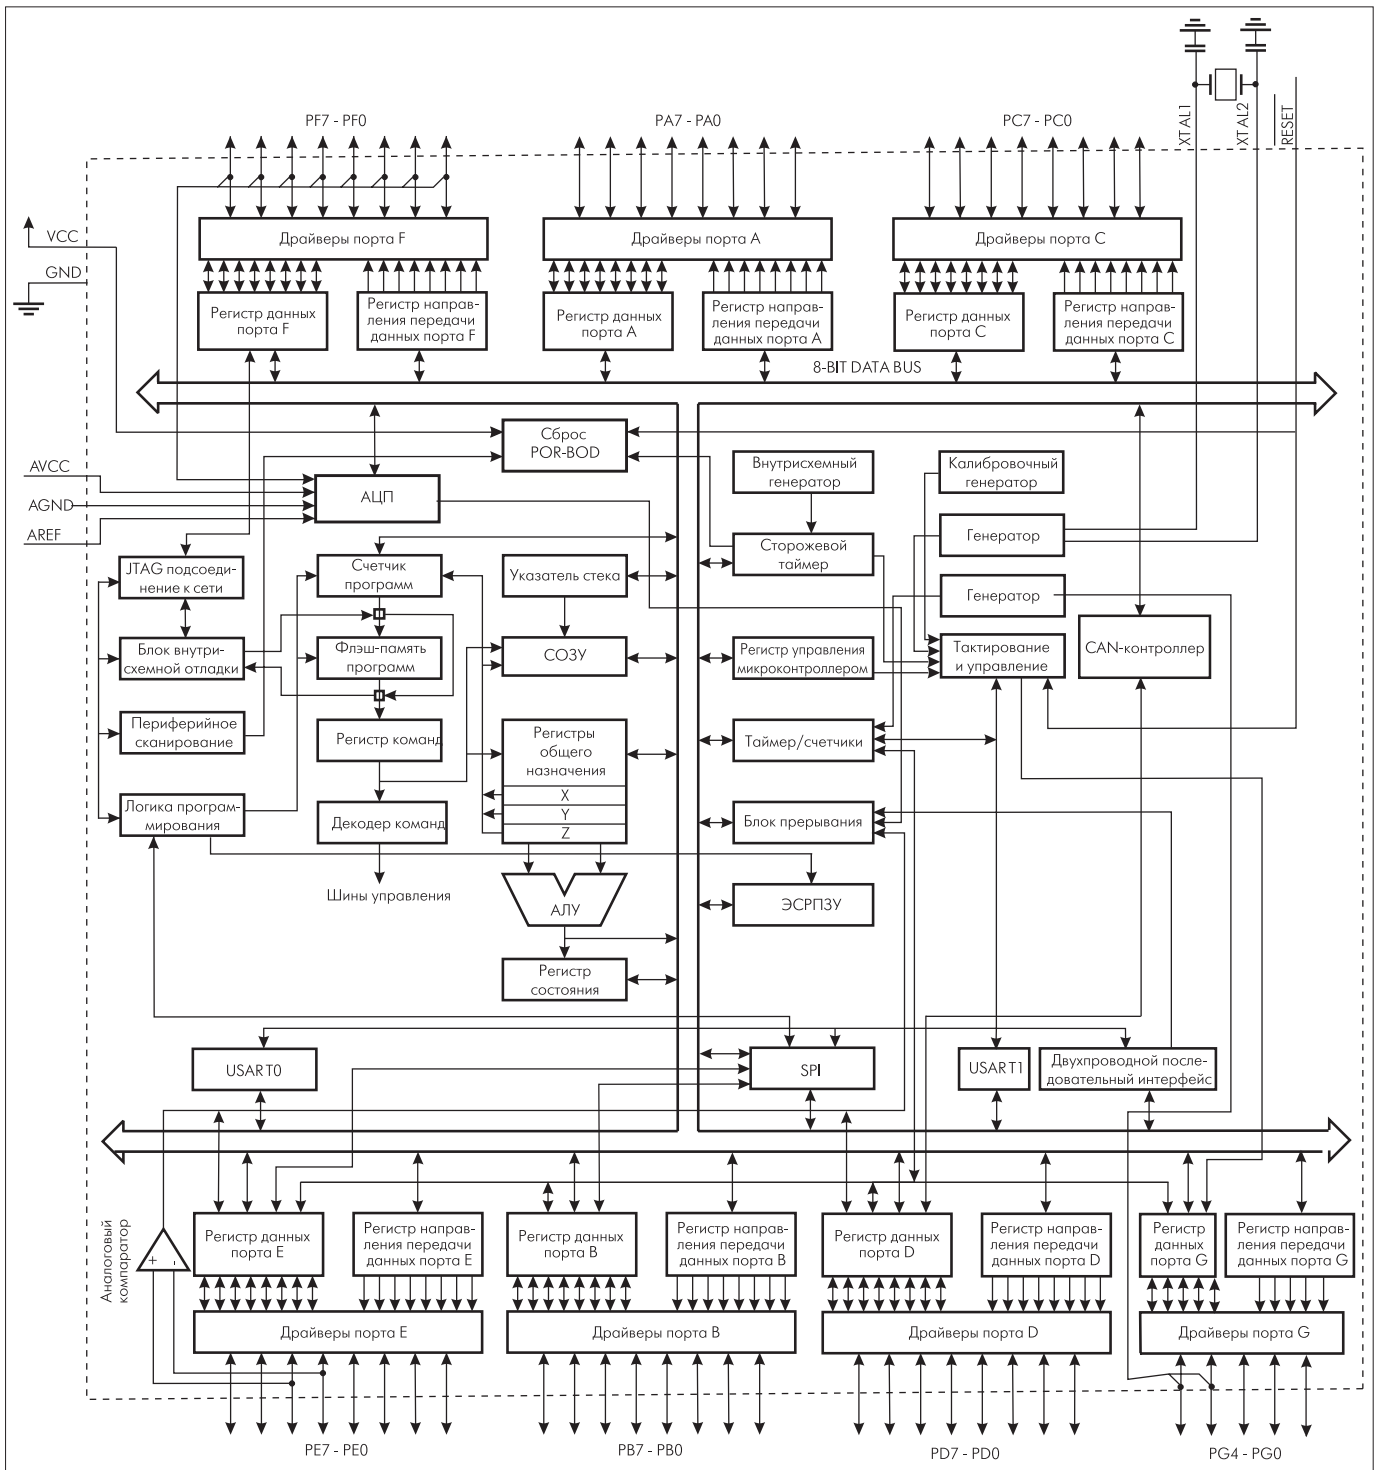 XTAL1
XTAL2
RESET
PF7 - PF0
PA7 - PA0
PC7 - PC0
VCC
GND
Драйверы порта F
Драйверы порта A
Драйверы порта C
Регистр данных
порта F
Регистр направ-
ления передачи
данных порта F
Регистр данных
порта A
Регистр направ-
ления передачи
данных порта A
Регистр данных
порта C
Регистр направ-
ления передачи
данных порта C
8-BIT DATA BUS
Сброс
POR-BOD
AVCC
AGND
AREF
АЦП
Внутрисхемный
генератор
Калибровочный
генератор
Генератор
JTAG подсоеди-
нение к сети
Счетчик
программ
Указатель стека
Сторожевой
таймер
Генератор
Блок внутри-
схемной отладки
Флэш-память
программ
СОЗУ
Регистр управления
микроконтроллером
Тактирование
и управление
CAN-контроллер
Периферийное
сканирование
Регистр команд
Регистры
общего
назначения
X
Y
Z
Таймер/счетчики
Логика програм-
мирования
Декодер команд
Блок прерывания
Шины управления
АЛУ
ЭСРПЗУ
Регистр
состояния
USART0
SPI
USART1
Двухпроводной после-
довательный интерфейс
Аналоговый
компаратор
+
-
Регистр данных
порта E
Регистр направ-
ления передачи
данных порта E
Регистр данных
порта B
Регистр направ-
ления передачи
данных порта B
Регистр данных
порта D
Регистр направ-
ления передачи
данных порта D
Регистр
данных
порта G
Регистр направ-
ления передачи
данных порта G
Драйверы порта E
Драйверы порта B
Драйверы порта D
Драйверы порта G
PE7 - PE0
PB7 - PB0
PD7 - PD0
PG4 - PG0